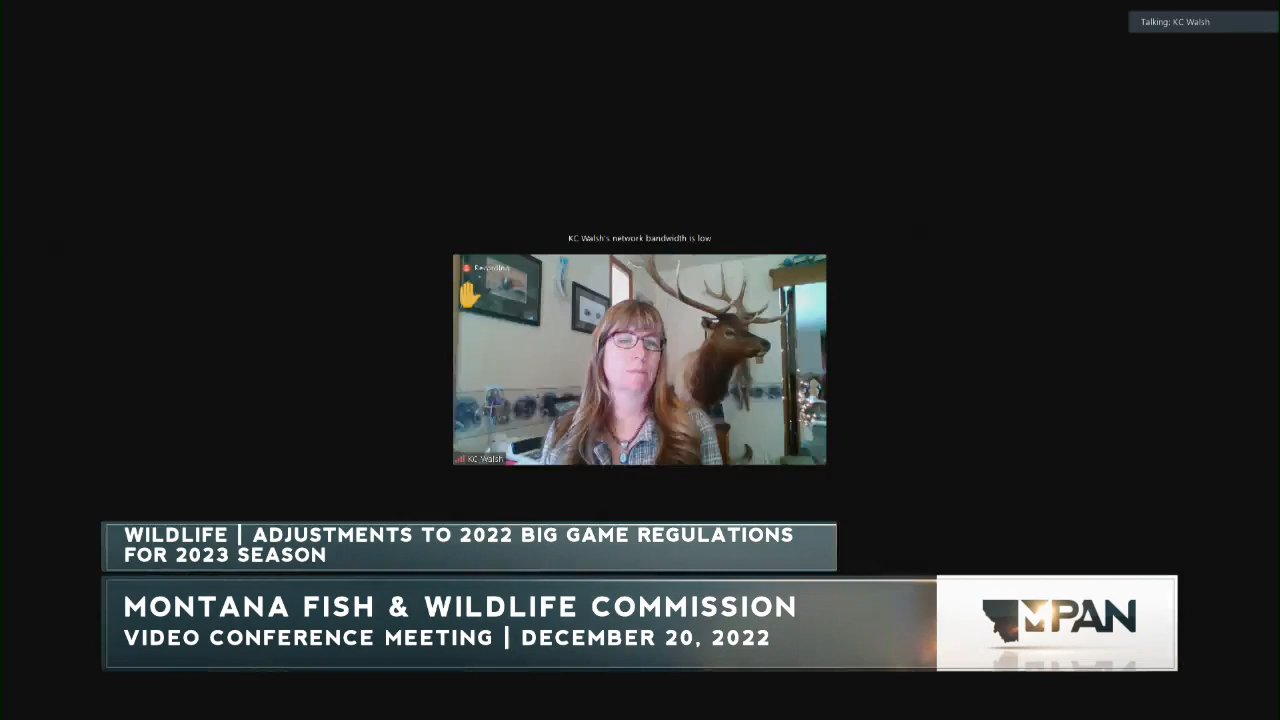 Talking: KC Walsh
KC Walsh's network bandwidth is low
Recording
KC Walsh
WILDLIFE | ADJUSTMENTS TO 2022 BIG GAME REGULATIONS
FOR 2023 SEASON
MONTANA FISH & WILDLIFE COMMISSION
VIDEO CONFERENCE MEETING | DECEMBER 20, 2022
MPAN